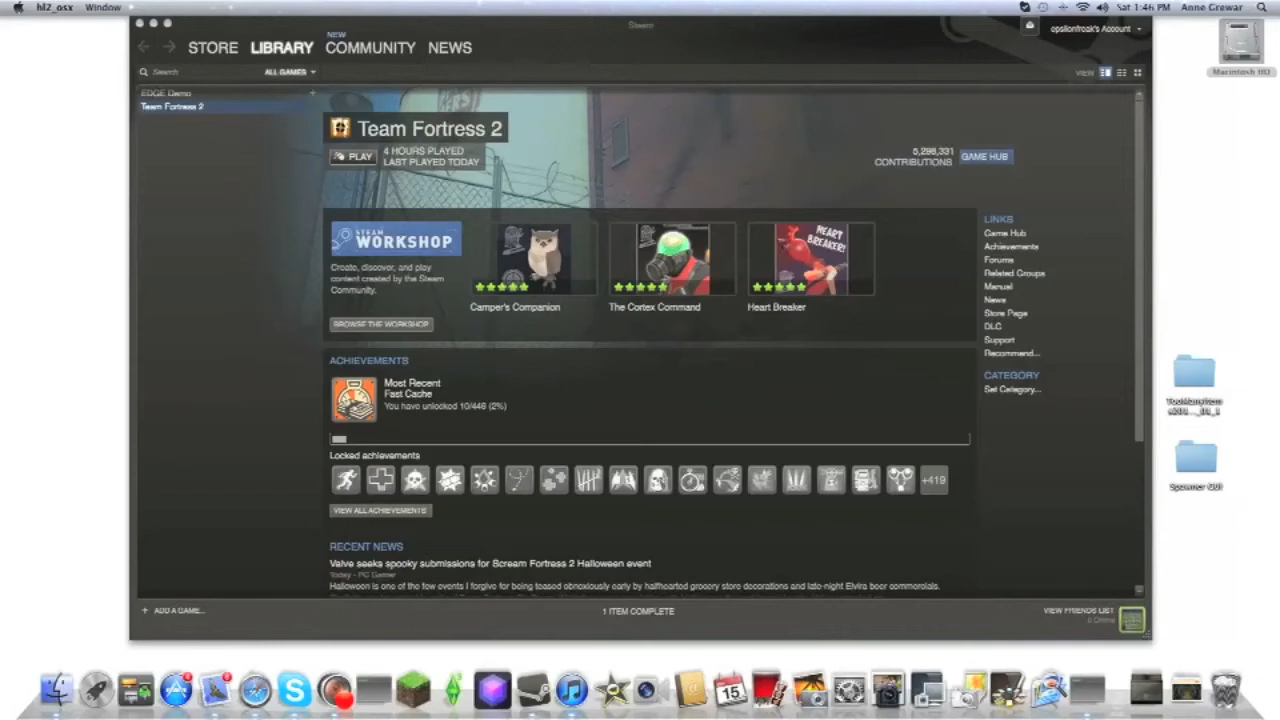 hl2_osx Window Sat 1:46 PM Anne Crewar
Steam
NEW
STORE LIBRARY COMMUNITY NEWS
epsilonfreak's Account
Search ALL GAMES VIEW
EDGE Demo
Team Fortress 2
Team Fortress 2
PLAY
4 HOURS PLAYED
LAST PLAYED TODAY
5,298,331
CONTRIBUTIONS
GAME HUB
STEAM
WORKSHOP
Create, discover, and play
content created by the Steam
Community.
BROWSE THE WORKSHOP
HEART
BREAKER!
Camper's Companion
The Cortex Command
Heart Breaker
LINKS
Game Hub
Achievements
Forums
Related Groups
Manual
News
Store Page
DLC
Support
Recommend...
CATEGORY
Set Category...
ACHIEVEMENTS
Most Recent
Fast Cache
You have unlocked 10/446 (2%)
Locked achievements
+419
VIEW ALL ACHIEVEMENTS
RECENT NEWS
Valve seeks spooky submissions for Scream Fortress 2 Halloween event
Today - PC Gamer
Halloween is one of the few events I forgive for being teased obnoxiously early by halfhearted grocery store decorations and late-night Elvira beer commercials.
+ ADD A GAME...
1 ITEM COMPLETE
VIEW FRIENDS LIST
0 Online
Macintosh HD
TooManyItem
s201..._01_1
Spawner GUI
15